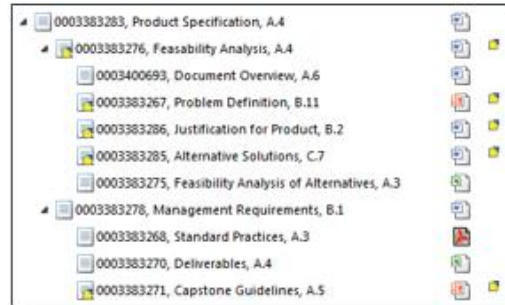 0003383283, Product Specification, A.4
0003383276, Feasability Analysis, A.4
0003400693, Document Overview, A.6
0003383267, Problem Definition, B.11
0003383286, Justification for Product, B.2
0003383285, Alternative Solutions, C.7
0003383275, Feasibility Analysis of Alternatives, A.3
0003383278, Management Requirements, B.1
0003383268, Standard Practices, A.3
0003383270, Deliverables, A.4
0003383271, Capstone Guidelines, A.5